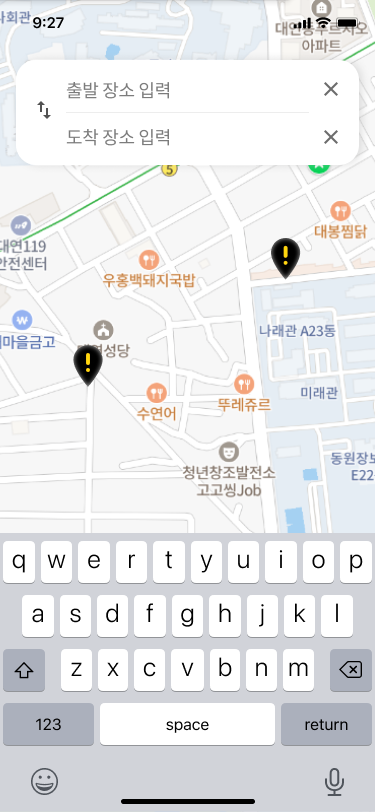 9:27
사회관
아파트
출발 장소 입력
도착 장소 입력
5
대연119
안전센터
대봉찜닭
우홍백돼지국밥
나래관 A23동
새마을금고
성당
미래관
뚜레쥬르
수연어
동원장보
E22
청년창조발전소
고고씽Job
q w e r t y u i o p
a s d f g h j k l
z x c v b n m
123 space return